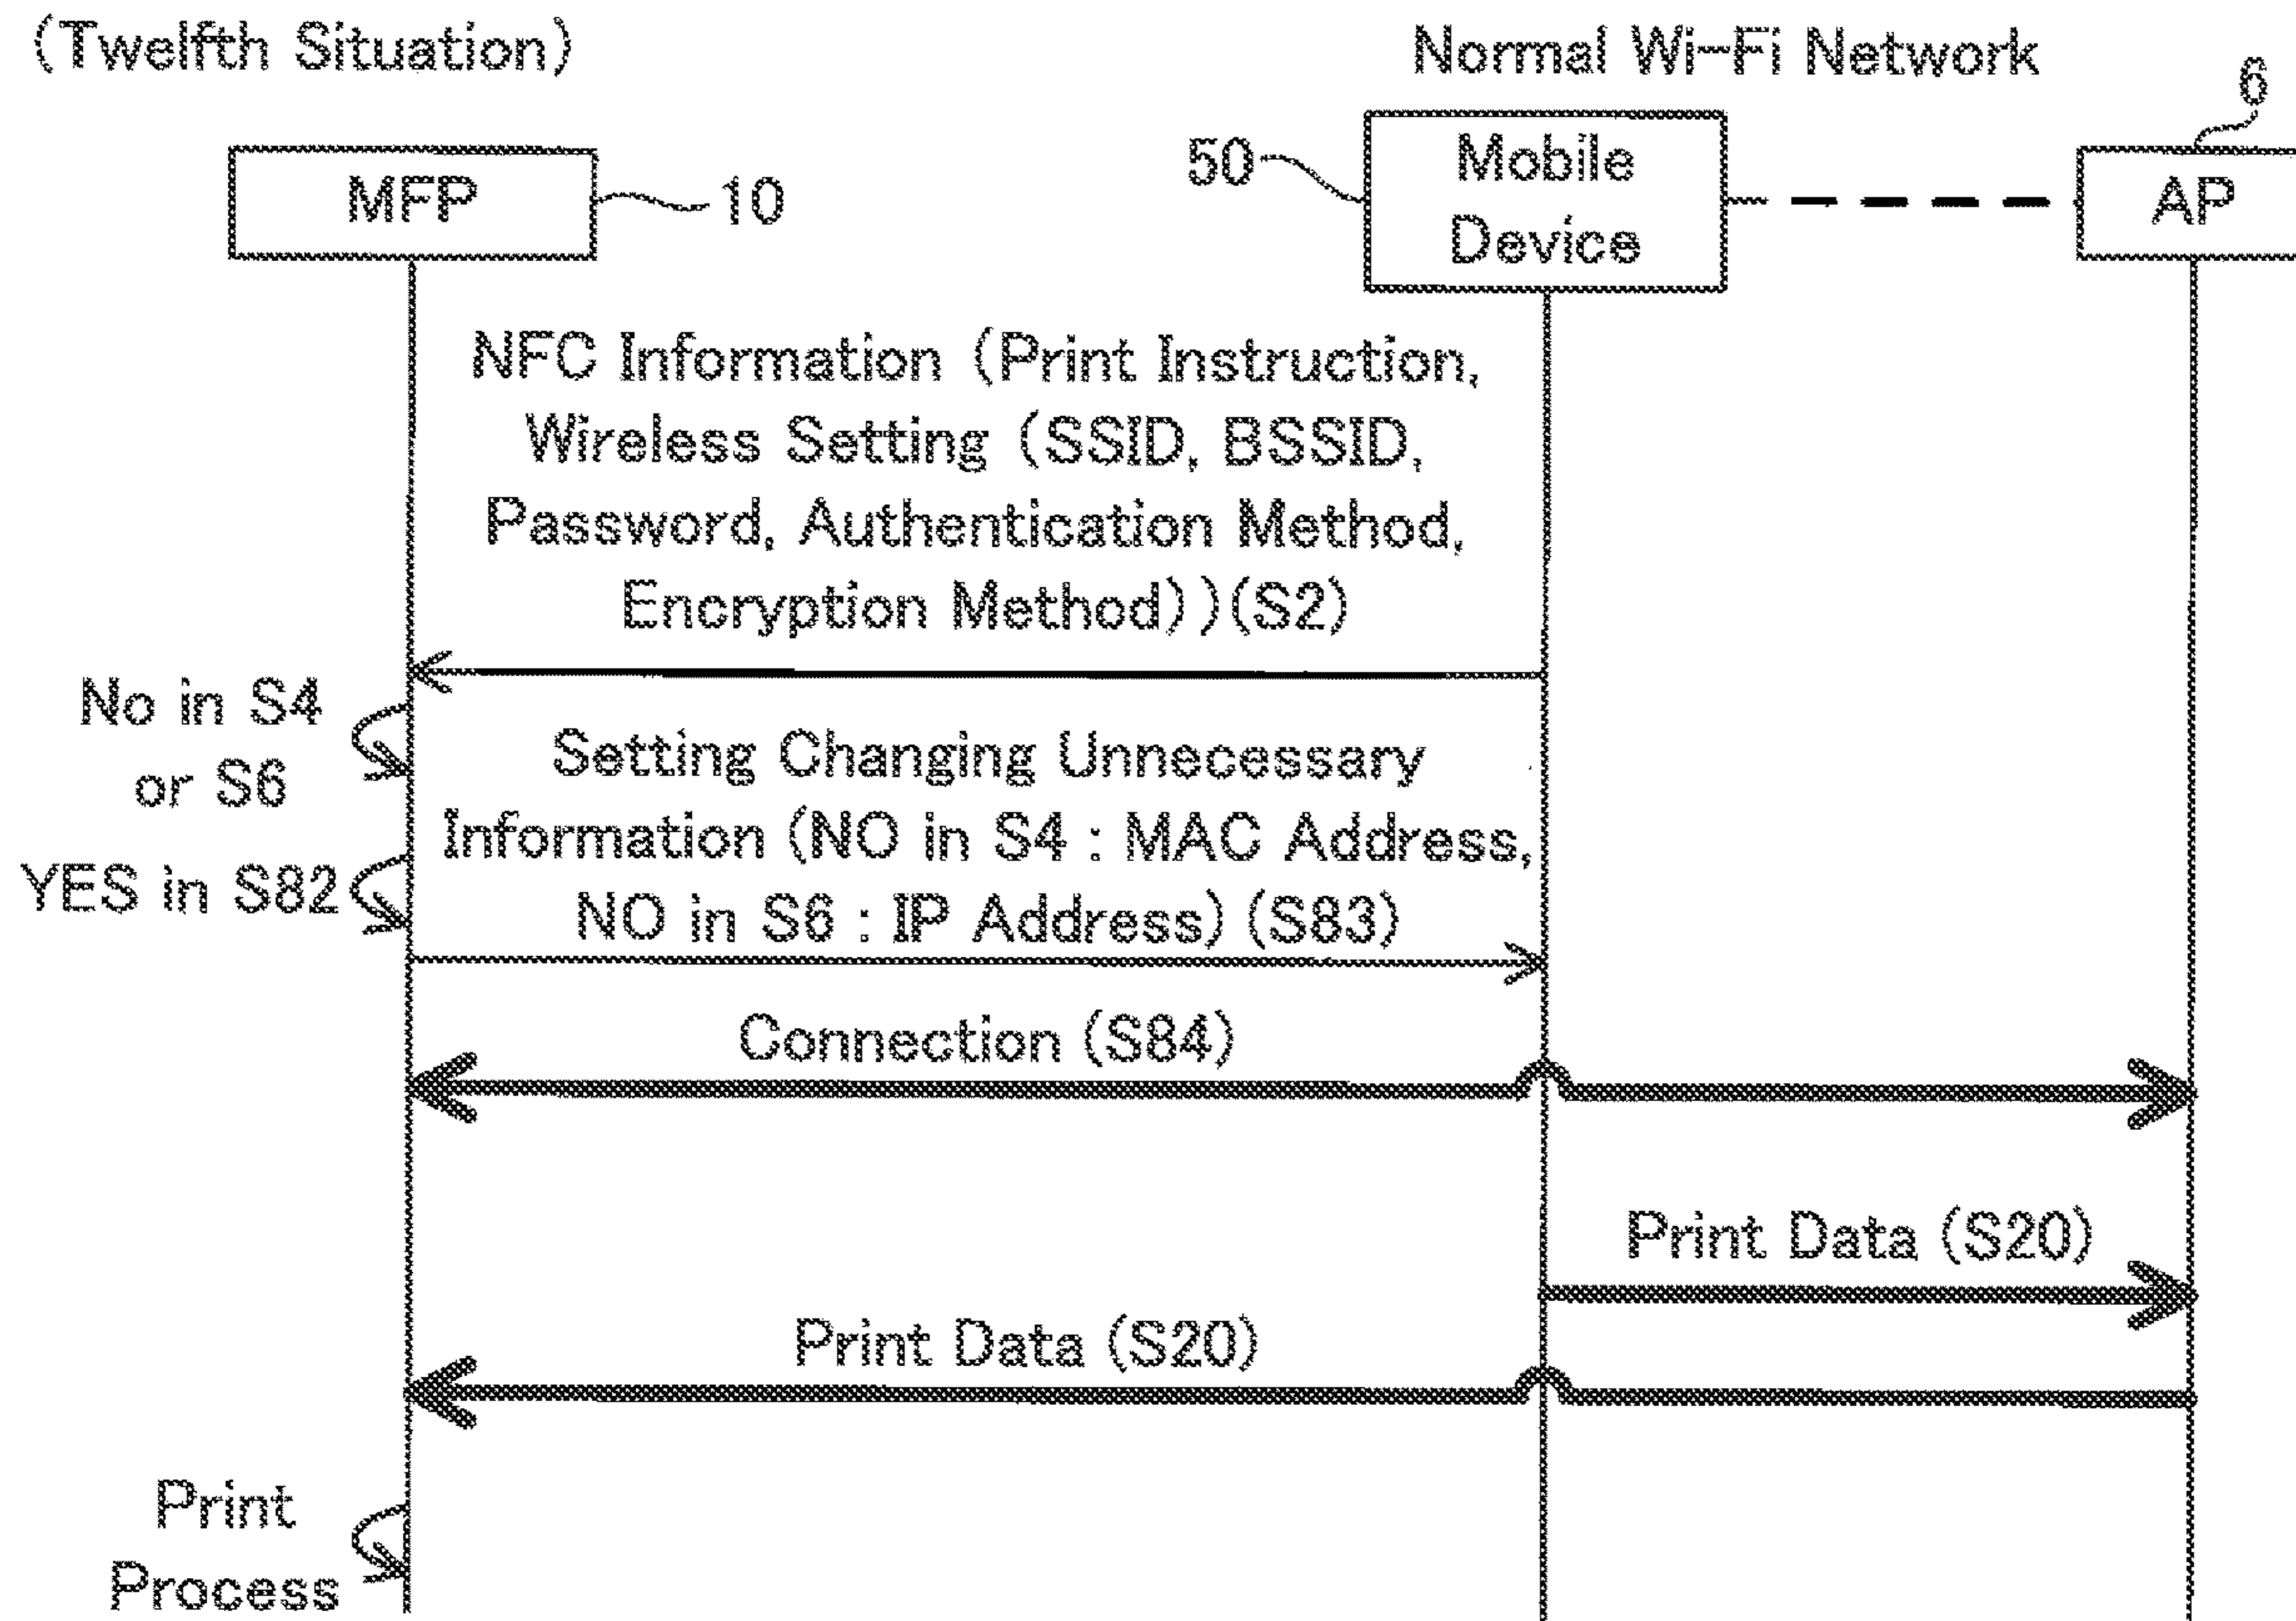 (Twelfth Situation)
Normal Wi-Fi Network
6
50
Mobile
Device
MFP
10
AP
NFC Information (Print Instruction,
Wireless Setting (SSID, BSSID,
Password, Authentication Method,
Encryption Method))(S2)
No in S4
or S6
Setting Changing Unnecessary
Information (NO in S4 : MAC Address,
YES in S82
NO in S6 : IP Address) (S83)
Connection (S84)
Print Data (S20)
Print Data (S20)
Print
Process